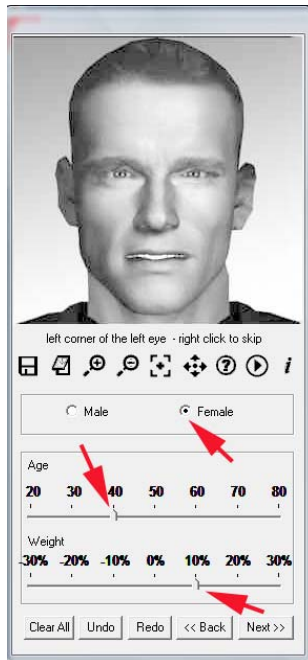 left corner of the left eye - right click to skip
Male Female
Age
20 30 40 50 60 70 80
Weight
-30% -20% -10% 0% 10% 20% 30%
Clear All Undo Redo << Back Next >>